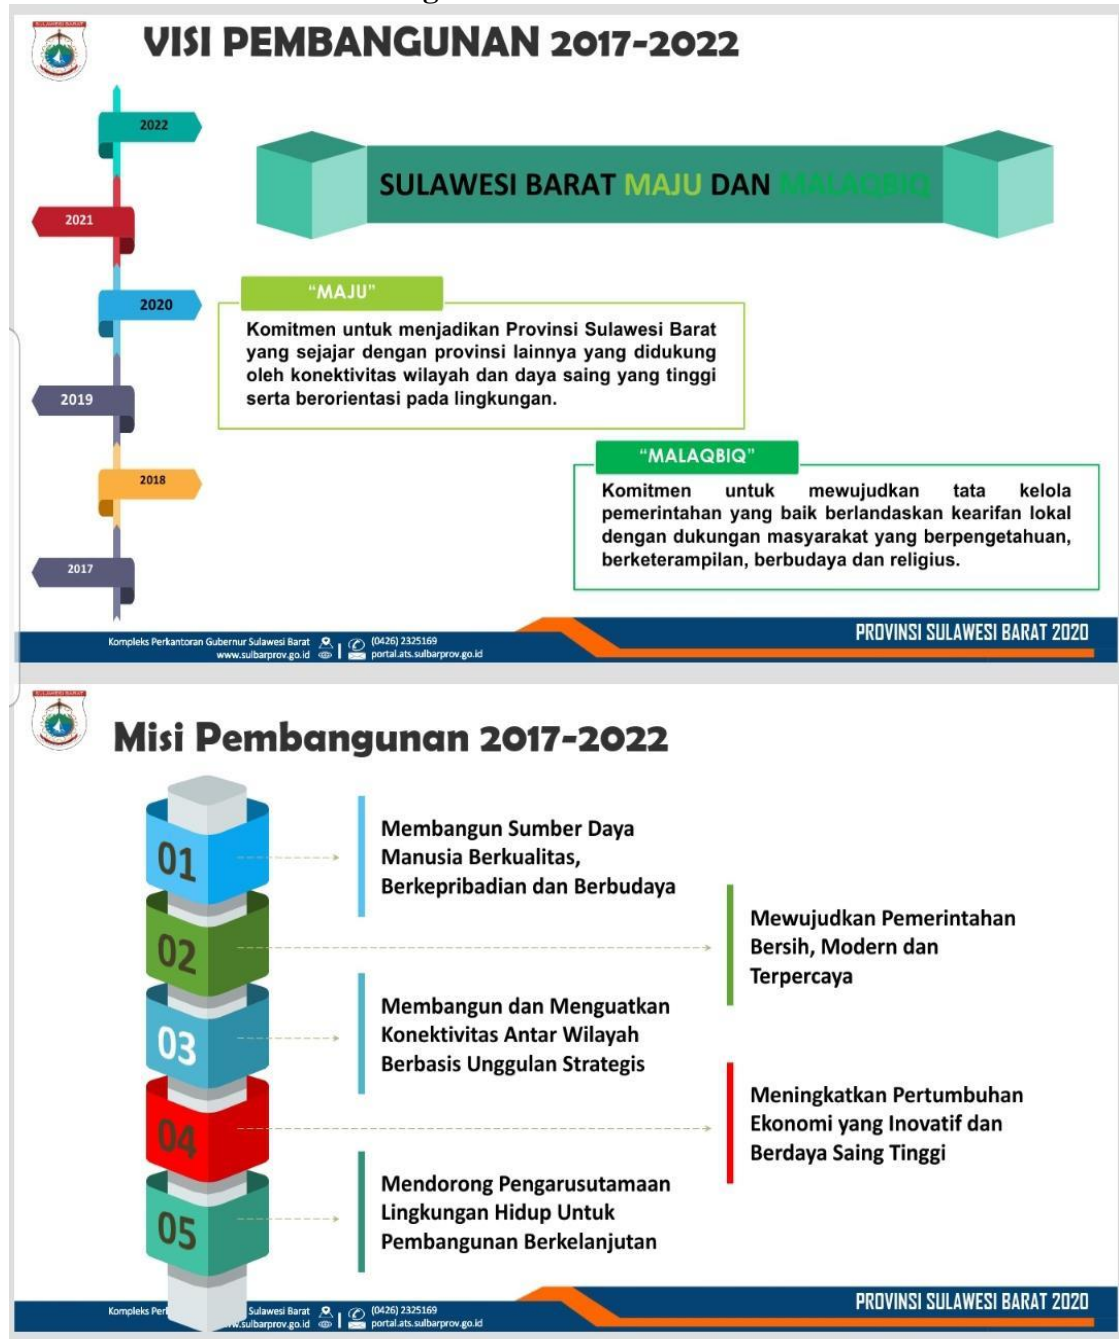 SULAWESI BARAT
VISI PEMBANGUNAN 2017-2022
2022
2021
2020
2019
2018
2017
SULAWESI BARAT MAJU DAN MALAQBIQ
“MAJU”
Komitmen untuk menjadikan Provinsi Sulawesi Barat
yang sejajar dengan provinsi lainnya yang didukung
oleh konektivitas wilayah dan daya saing yang tinggi
serta berorientasi pada lingkungan.
“MALAQBIQ”
Komitmen untuk mewujudkan tata kelola
pemerintahan yang baik berlandaskan kearifan lokal
dengan dukungan masyarakat yang berpengetahuan,
berketerampilan, berbudaya dan religius.
Kompleks Perkantoran Gubernur Sulawesi Barat
www.sulbarprov.go.id
(0426) 2325169
portal.ats.sulbarprov.go.id
PROVINSI SULAWESI BARAT 2020
SULAWESI BARAT
Misi Pembangunan 2017-2022
01
Membangun Sumber Daya
Manusia Berkualitas,
Berkepribadian dan Berbudaya
02
Mewujudkan Pemerintahan
Bersih, Modern dan
Terpercaya
03
Membangun dan Menguatkan
Konektivitas Antar Wilayah
Berbasis Unggulan Strategis
04
Meningkatkan Pertumbuhan
Ekonomi yang Inovatif dan
Berdaya Saing Tinggi
05
Mendorong Pengarusutamaan
Lingkungan Hidup Untuk
Pembangunan Berkelanjutan
Kompleks Per Sulawesi Barat
.sulbarprov.go.id
(0426) 2325169
portal.ats.sulbarprov.go.id
PROVINSI SULAWESI BARAT 2020